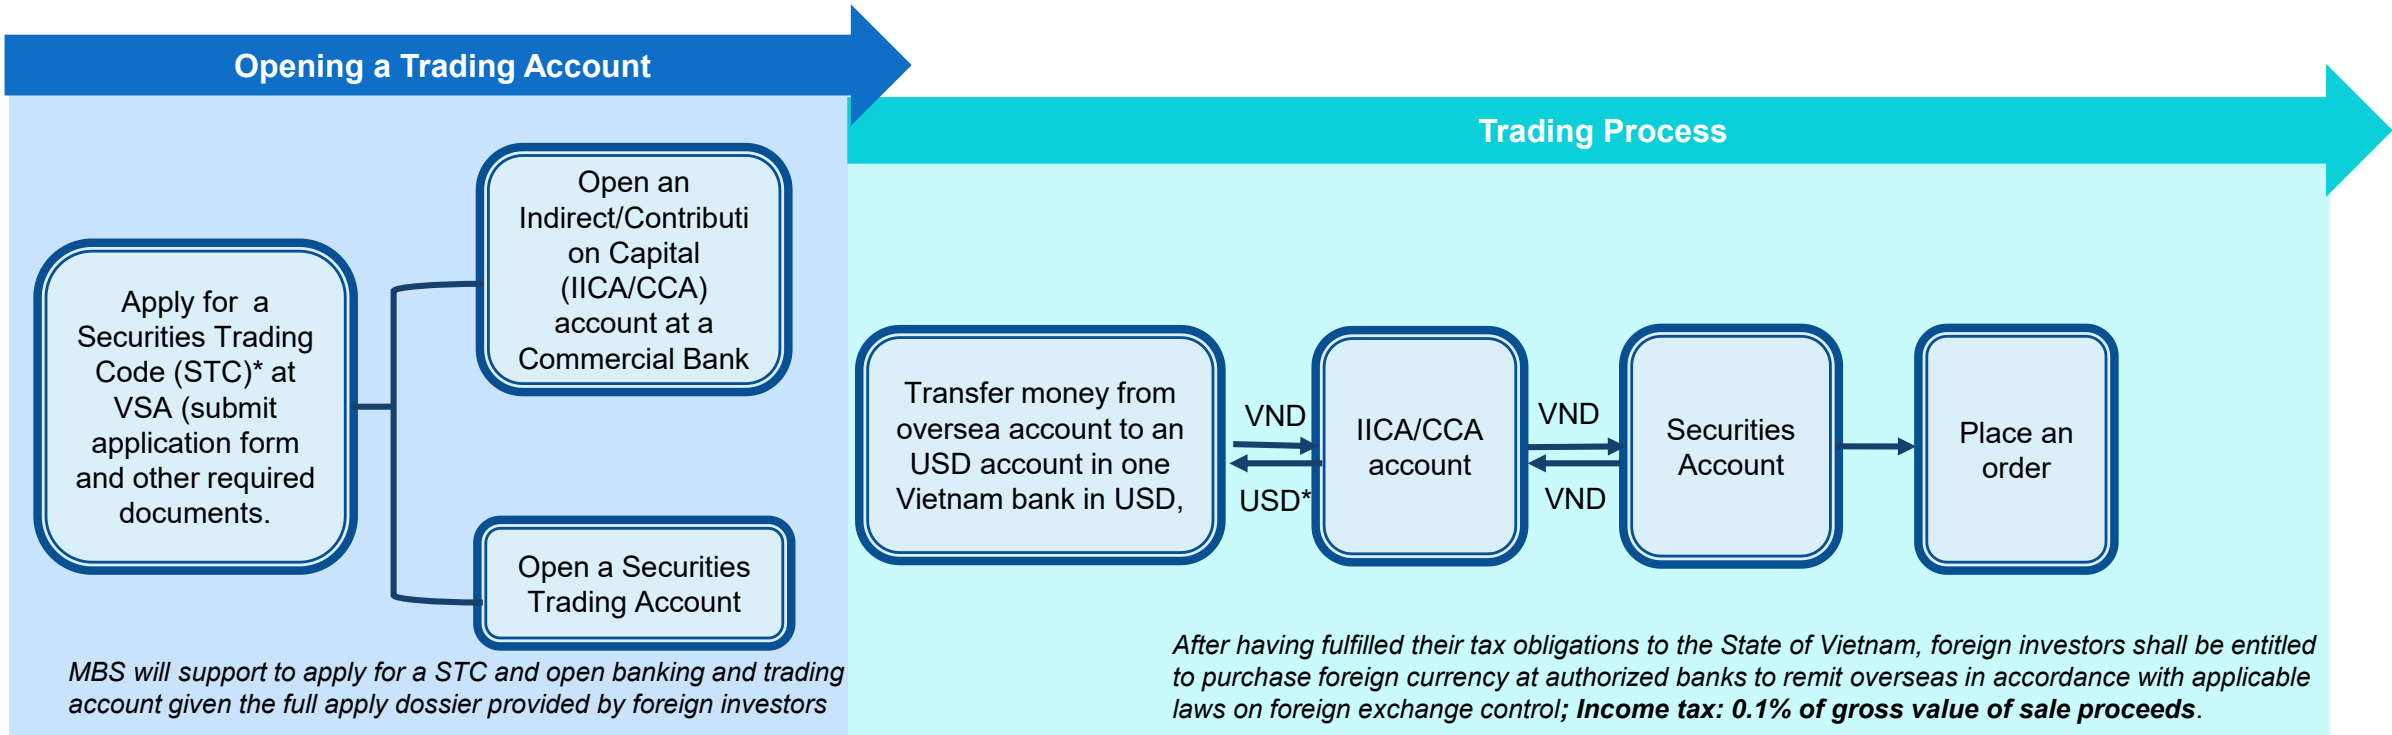 Opening a Trading Account
Trading Process
Apply for a
Securities Trading
Code (STC)* at
VSA (submit
application form
and other required
documents.
Open an
Indirect/Contributi
on Capital
(IICA/CCA)
account at a
Commercial Bank
Open a Securities
Trading Account
MBS will support to apply for a STC and open banking and trading
account given the full apply dossier provided by foreign investors
Transfer money from
oversea account to an
USD account in one
Vietnam bank in USD,
VND
USD*
IICA/CCA
account
VND
VND
Securities
Account
Place an
order
After having fulfilled their tax obligations to the State of Vietnam, foreign investors shall be entitled
to purchase foreign currency at authorized banks to remit overseas in accordance with applicable
laws on foreign exchange control; Income tax: 0.1% of gross value of sale proceeds.